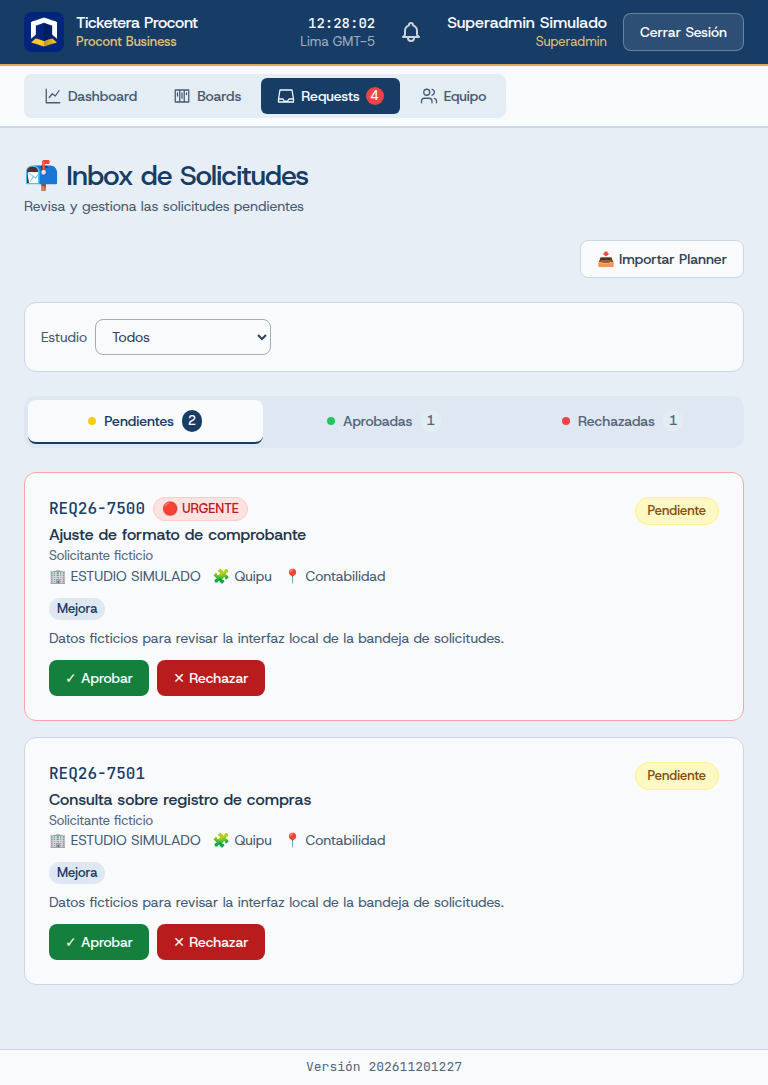 Ticketera Procont
Procont Business
12:28:02
Lima GMT-5
Superadmin Simulado
Superadmin
Cerrar Sesión
Dashboard
Boards
Requests 4
Equipo
Inbox de Solicitudes
Revisa y gestiona las solicitudes pendientes
Importar Planner
Estudio Todos
Pendientes 2
Aprobadas 1
Rechazadas 1
REQ26-7500 URGENTE
Pendiente
Ajuste de formato de comprobante
Solicitante ficticio
ESTUDIO SIMULADO Quipu Contabilidad
Mejora
Datos ficticios para revisar la interfaz local de la bandeja de solicitudes.
✓ Aprobar ✕ Rechazar
REQ26-7501
Pendiente
Consulta sobre registro de compras
Solicitante ficticio
ESTUDIO SIMULADO Quipu Contabilidad
Mejora
Datos ficticios para revisar la interfaz local de la bandeja de solicitudes.
✓ Aprobar ✕ Rechazar
Versión 202611201227